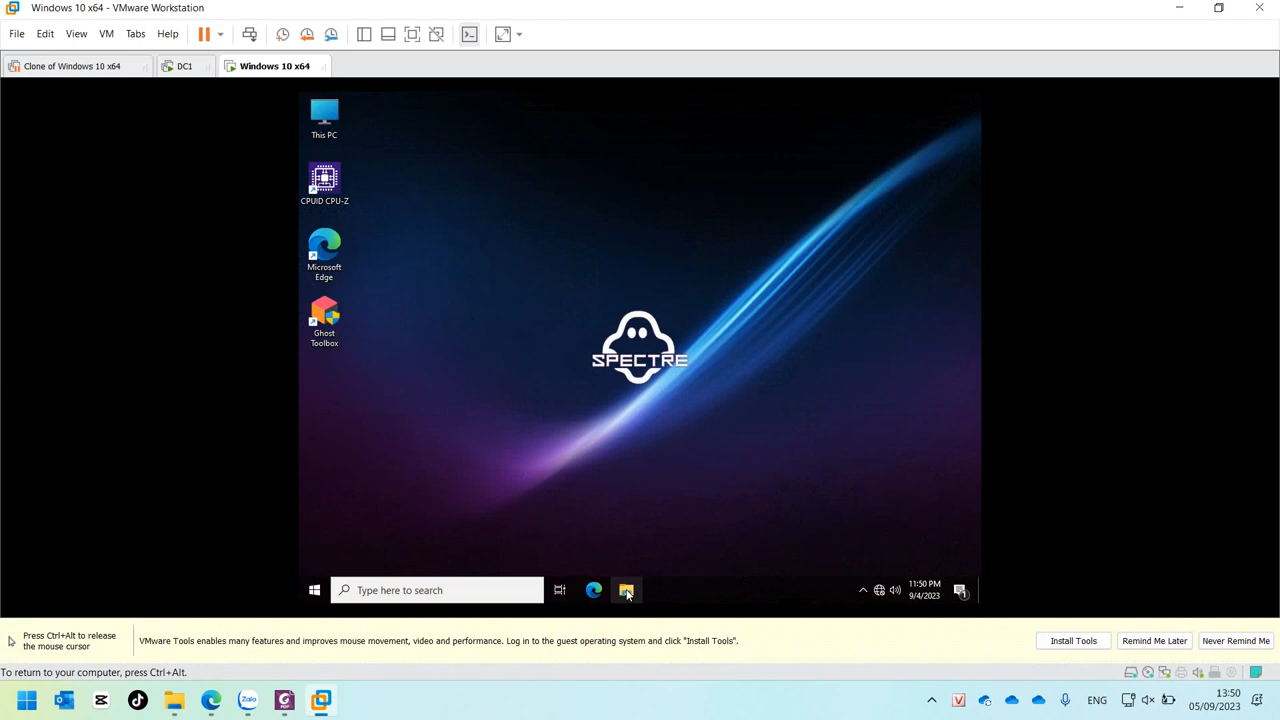 Windows 10 x64 - VMware Workstation
File Edit View VM Tabs Help
Clone of Windows 10 x64
DC1
Windows 10 x64
This PC
CPUID CPU-Z
Microsoft
Edge
Ghost
Toolbox
SPECTRE
Type here to search
11:50 PM
9/4/2023
1
Press Ctrl+Alt to release
the mouse cursor
VMware Tools enables many features and improves mouse movement, video and performance. Log in to the guest operating system and click "Install Tools".
Install Tools
Remind Me Later
Never Remind Me
To return to your computer, press Ctrl+Alt.
Zalo
PDF
V
ENG
13:50
05/09/2023